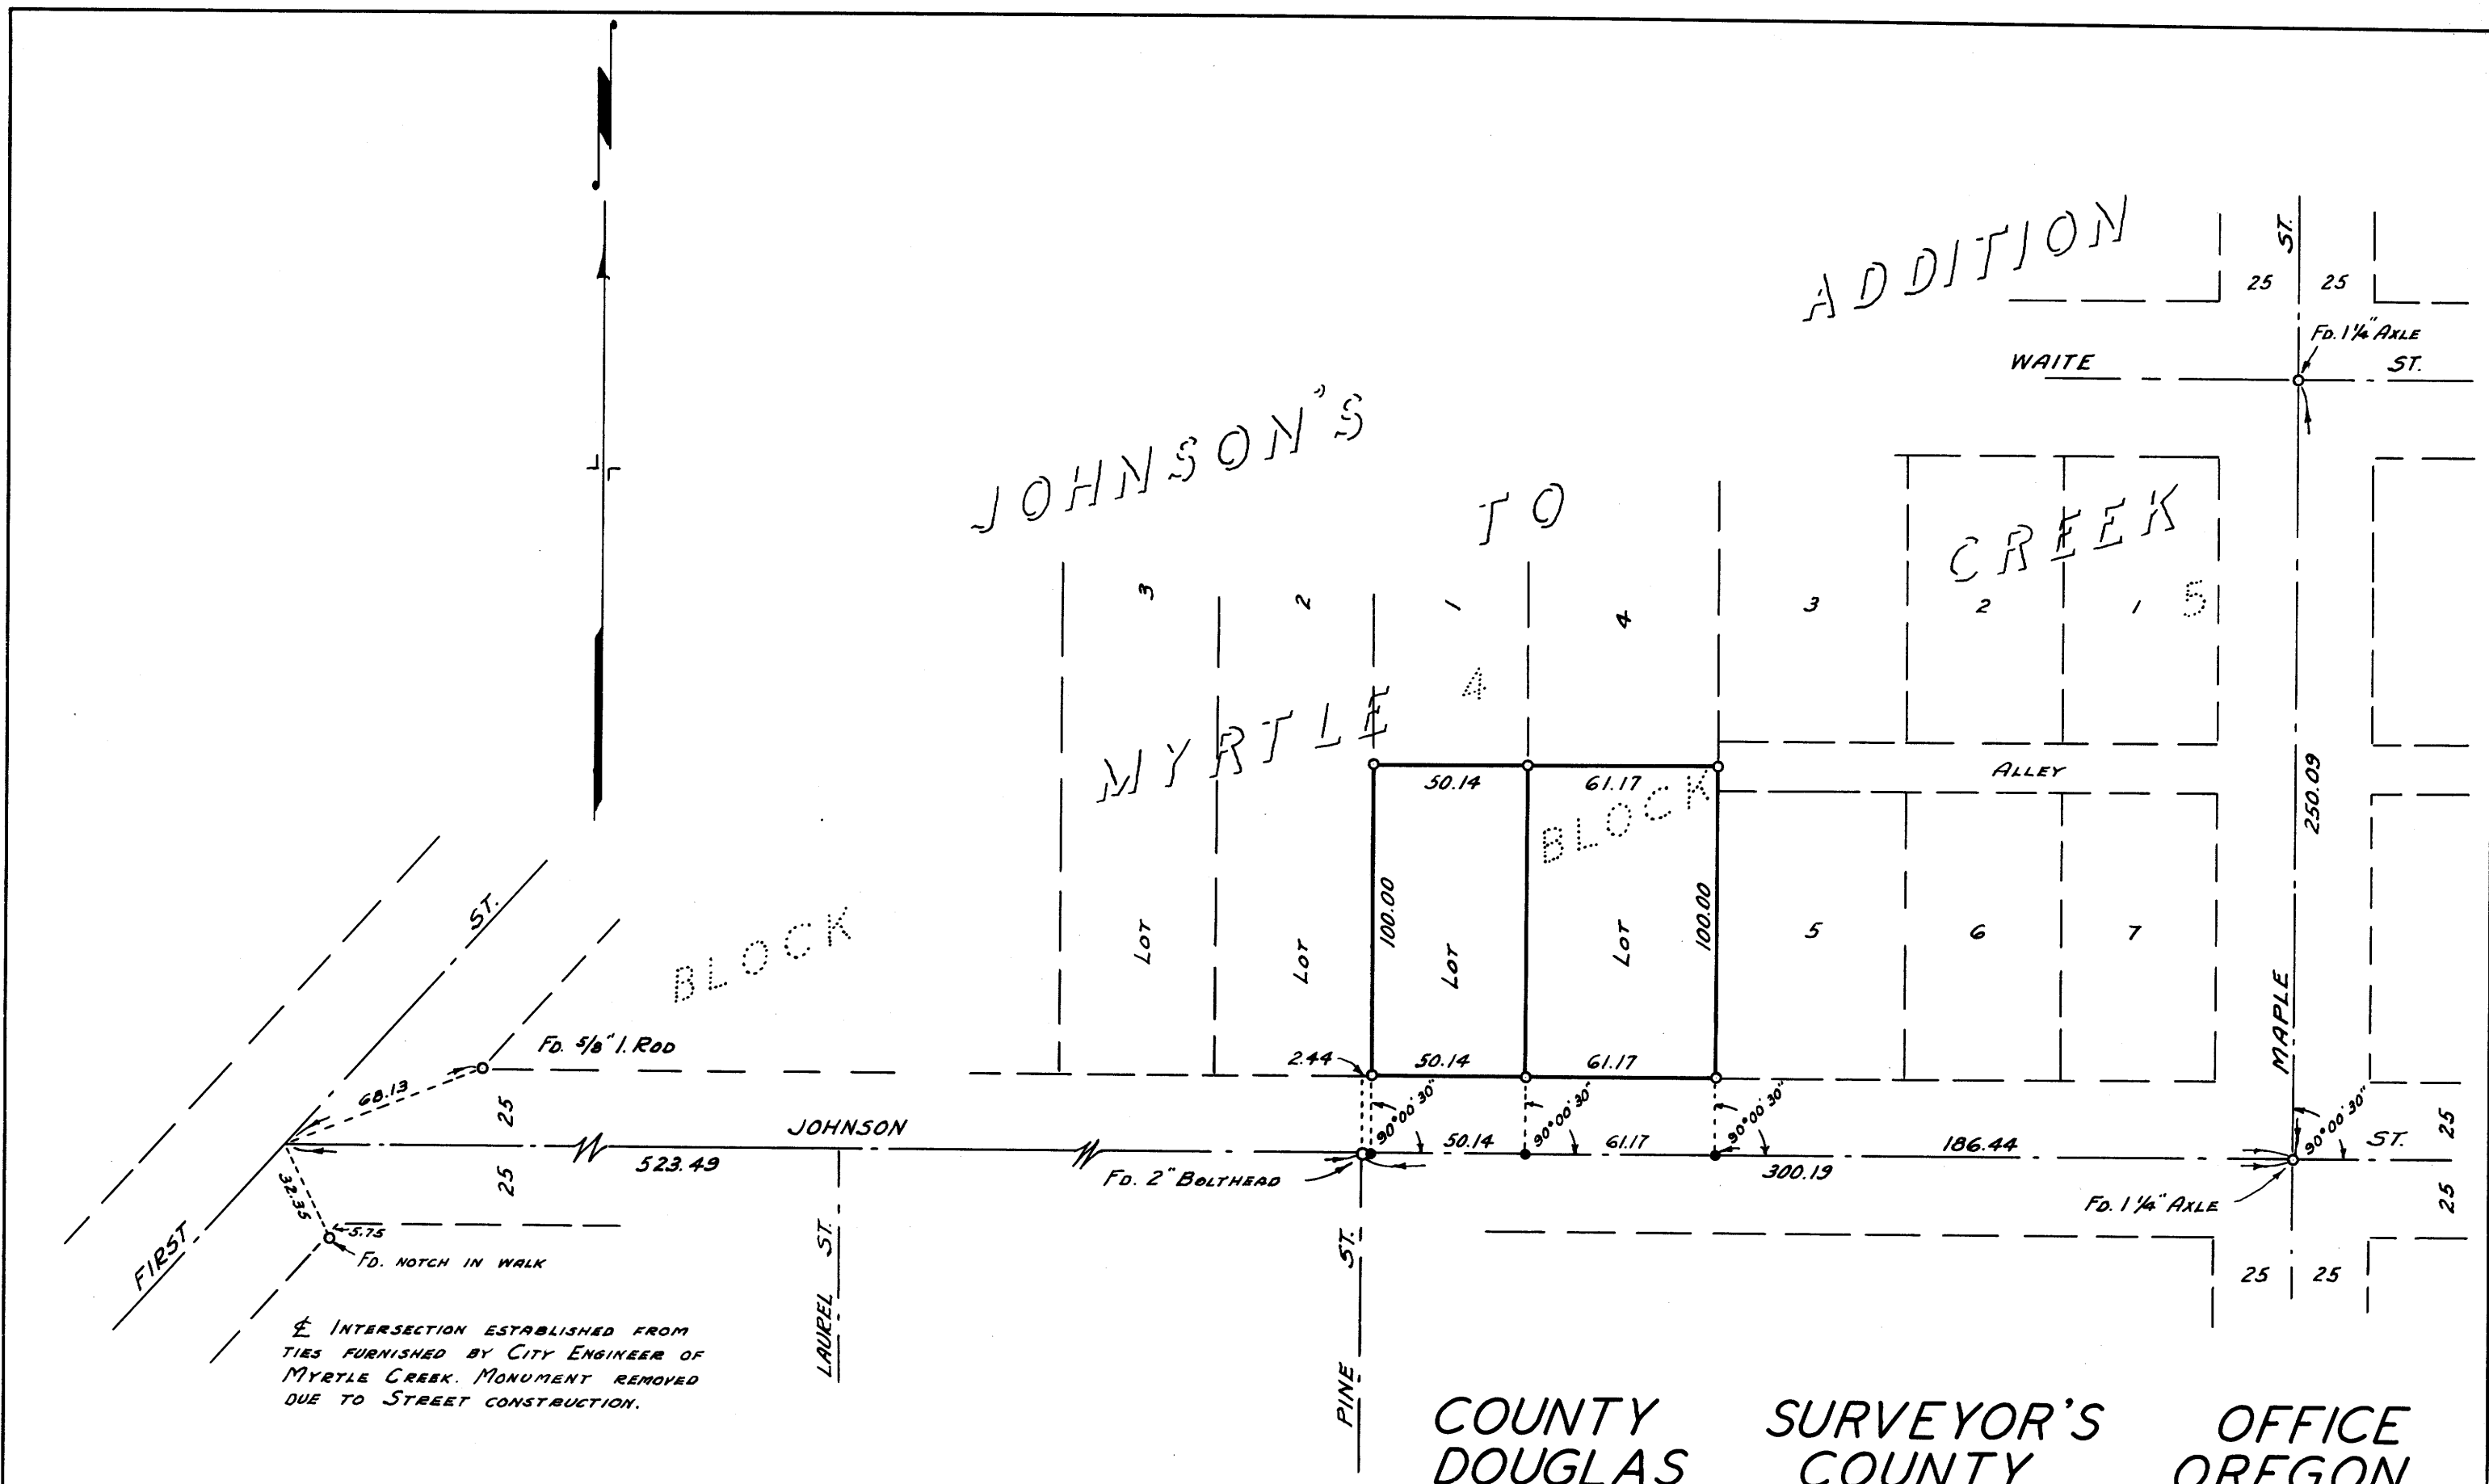 N
ADDITION
JOHNSON"S
TO
MYRTLE
CREEK
ST.
25
25
FD. 1¼" AXLE
WAITE
ST.
3
2
1
4
3
2
1
5
4
ALLEY
50.14
61.17
BLOCK
250.09
100.00
100.00
LOT
LOT
LOT
LOT
5
6
7
ST.
BLOCK
MAPLE
FD. 5/8" I. ROD
2.44
50.14
61.17
68.13
25
90°00'30"
90°00'30"
90°00'30"
90°00'30"
25
JOHNSON
50.14
61.17
186.44
ST.
523.49
300.19
25
FD. 2" BOLTHEAD
FD. 1¼" AXLE
25
32.35
5.75
FD. NOTCH IN WALK
FIRST
LAUREL ST.
PINE ST.
25
25
℄ INTERSECTION ESTABLISHED FROM
TIES FURNISHED BY CITY ENGINEER OF
MYRTLE CREEK. MONUMENT REMOVED
DUE TO STREET CONSTRUCTION.
COUNTY SURVEYOR'S OFFICE
DOUGLAS COUNTY OREGON